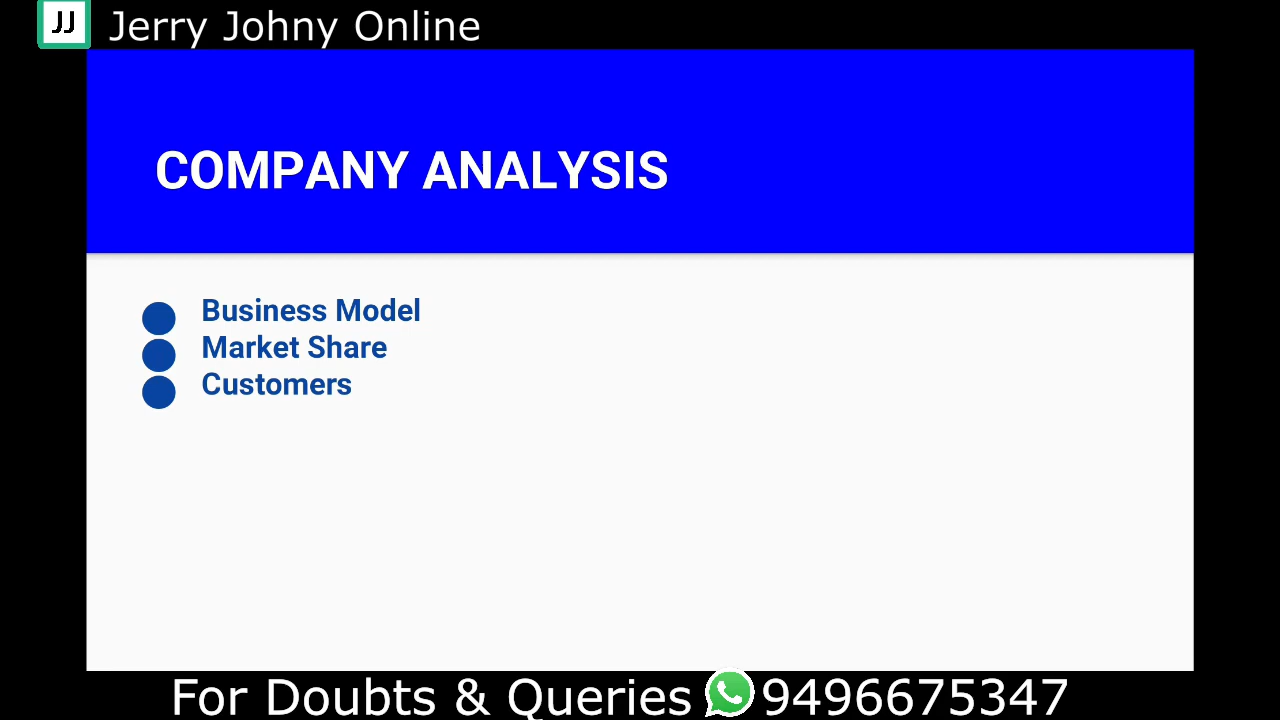 JJ Jerry Johny Online
COMPANY ANALYSIS
Business Model
Market Share
Customers
For Doubts & Queries 9496675347